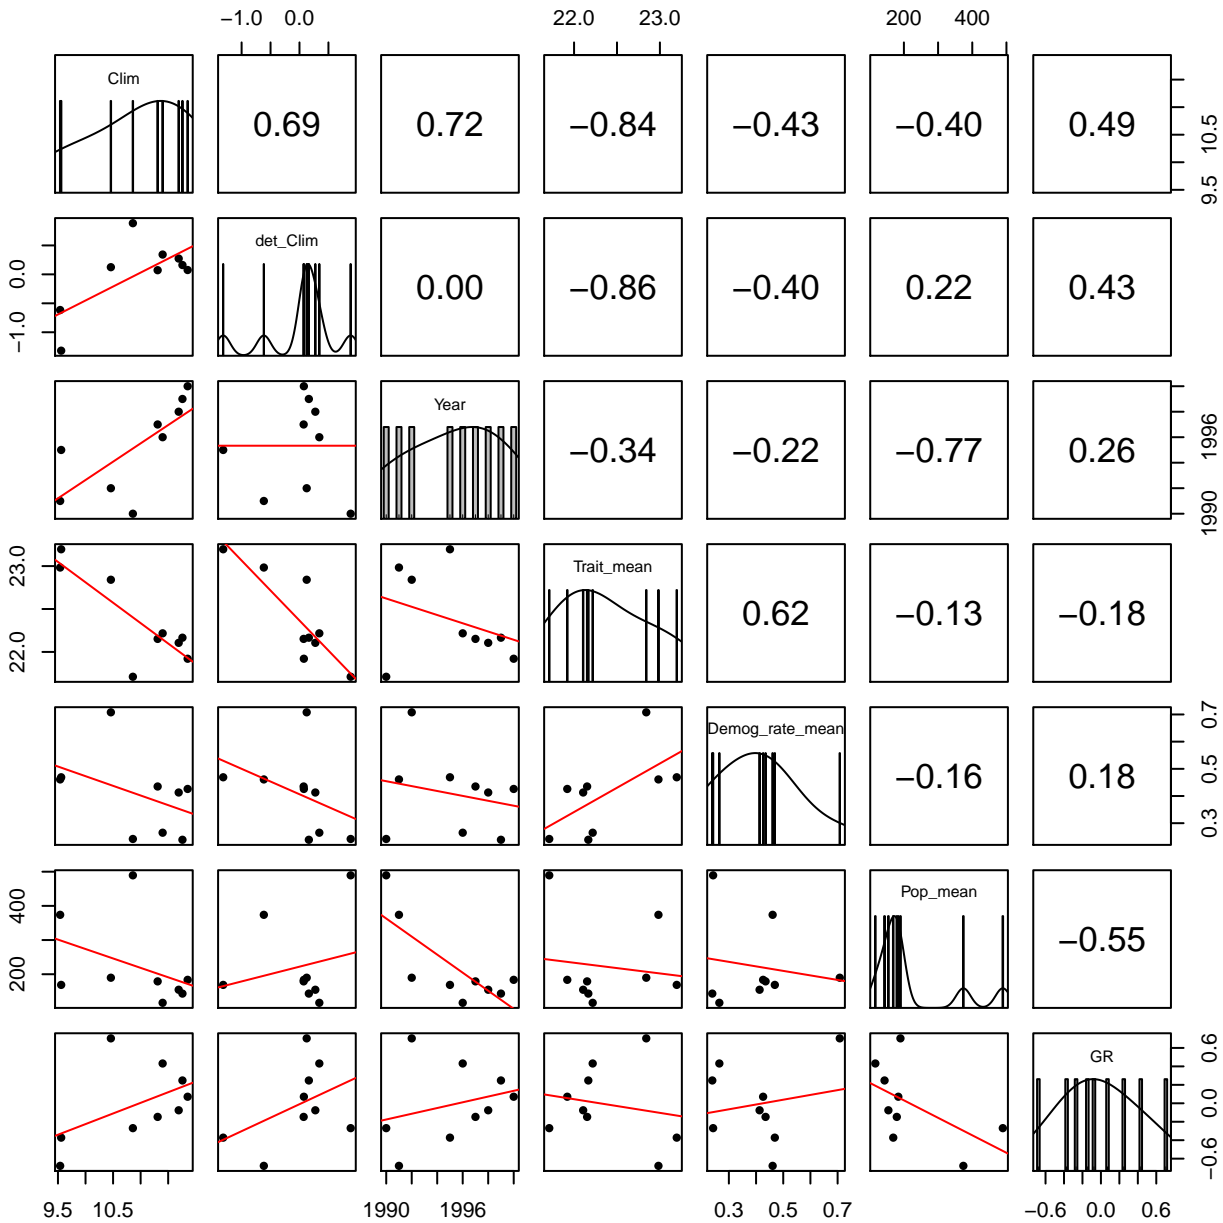 −1.0 0.0 22.0 23.0 200 400
Clim 0.69 0.72 −0.84 −0.43 −0.40 0.49 9.5 10.5
−1.0 0.0 det_Clim 0.00 −0.86 −0.40 0.22 0.43
Year −0.34 −0.22 −0.77 0.26 1990 1996
22.0 23.0 Trait_mean 0.62 −0.13 −0.18
Demog_rate_mean −0.16 0.18 0.3 0.5 0.7
200 400 Pop_mean −0.55
GR −0.6 0.0 0.6
9.5 10.5 1990 1996 0.3 0.5 0.7 −0.6 0.0 0.6